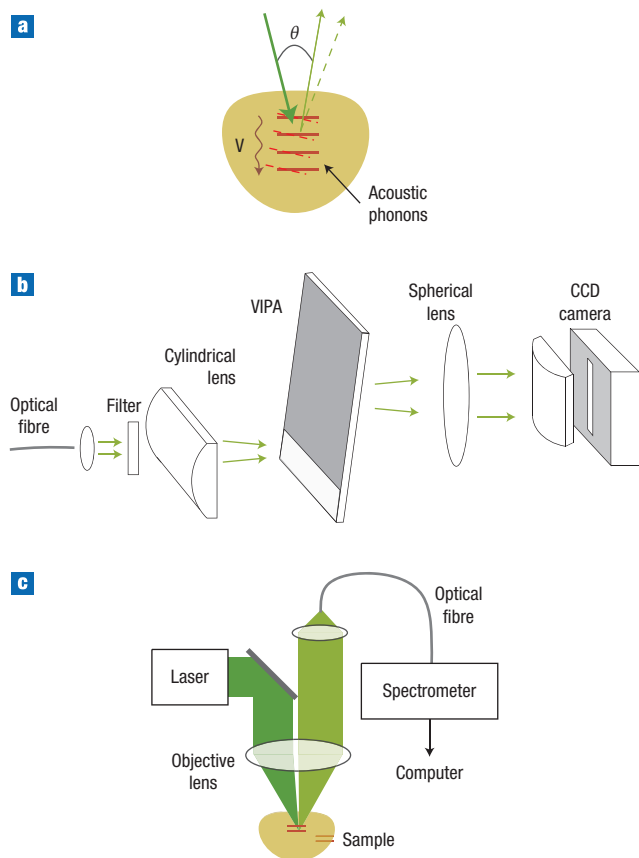 a
θ
V
Acoustic
phonons
b
VIPA
Spherical
lens
CCD
camera
Cylindrical
lens
Optical
fibre
Filter
c
Optical
fibre
Laser
Spectrometer
Objective
lens
Computer
Sample